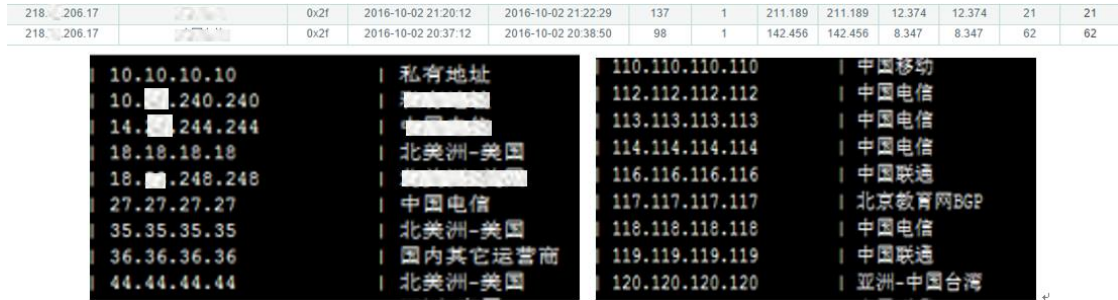 218. .206.17 0x2f 2016-10-02 21:20:12 2016-10-02 21:22:29 137 1 211.189 211.189 12.374 12.374 21 21
218. .206.17 0x2f 2016-10-02 20:37:12 2016-10-02 20:38:50 98 1 142.456 142.456 8.347 8.347 62 62
| 10.10.10.10 | 私有地址
| 10. .240.240 |
| 14. .244.244 |
| 18.18.18.18 | 北美洲-美国
| 18. .248.248 |
| 27.27.27.27 | 中国电信
| 35.35.35.35 | 北美洲-美国
| 36.36.36.36 | 国内其它运营商
| 44.44.44.44 | 北美洲-美国
| 110.110.110.110 | 中国移动
| 112.112.112.112 | 中国电信
| 113.113.113.113 | 中国电信
| 114.114.114.114 | 中国电信
| 116.116.116.116 | 中国联通
| 117.117.117.117 | 北京教育网BGP
| 118.118.118.118 | 中国电信
| 119.119.119.119 | 中国联通
| 120.120.120.120 | 亚洲-中国台湾